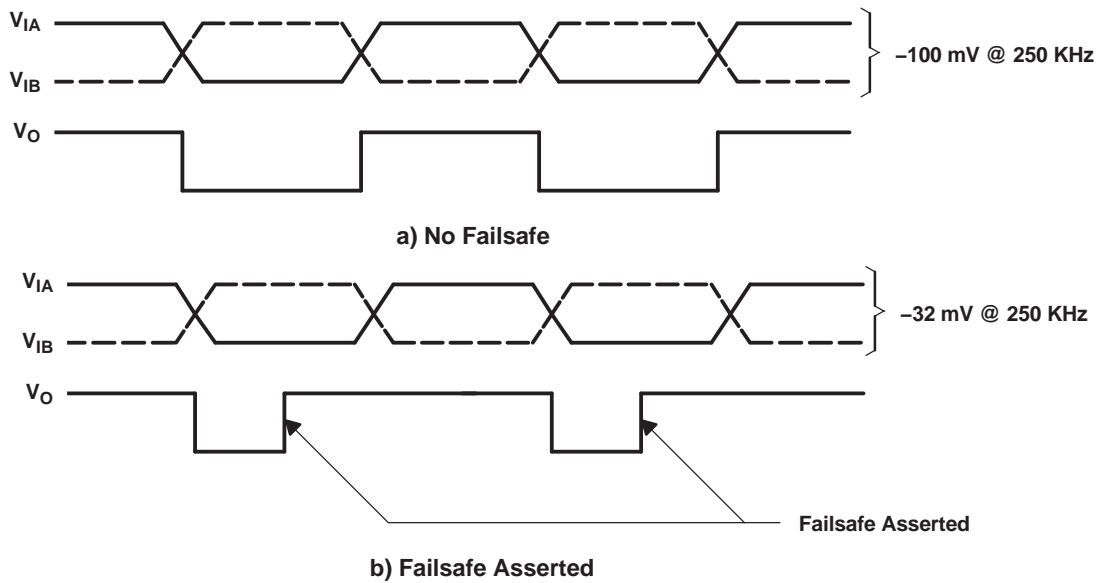 VIA
–100 mV @ 250 KHz
VIB
VO
a) No Failsafe
VIA
–32 mV @ 250 KHz
VIB
VO
Failsafe Asserted
b) Failsafe Asserted